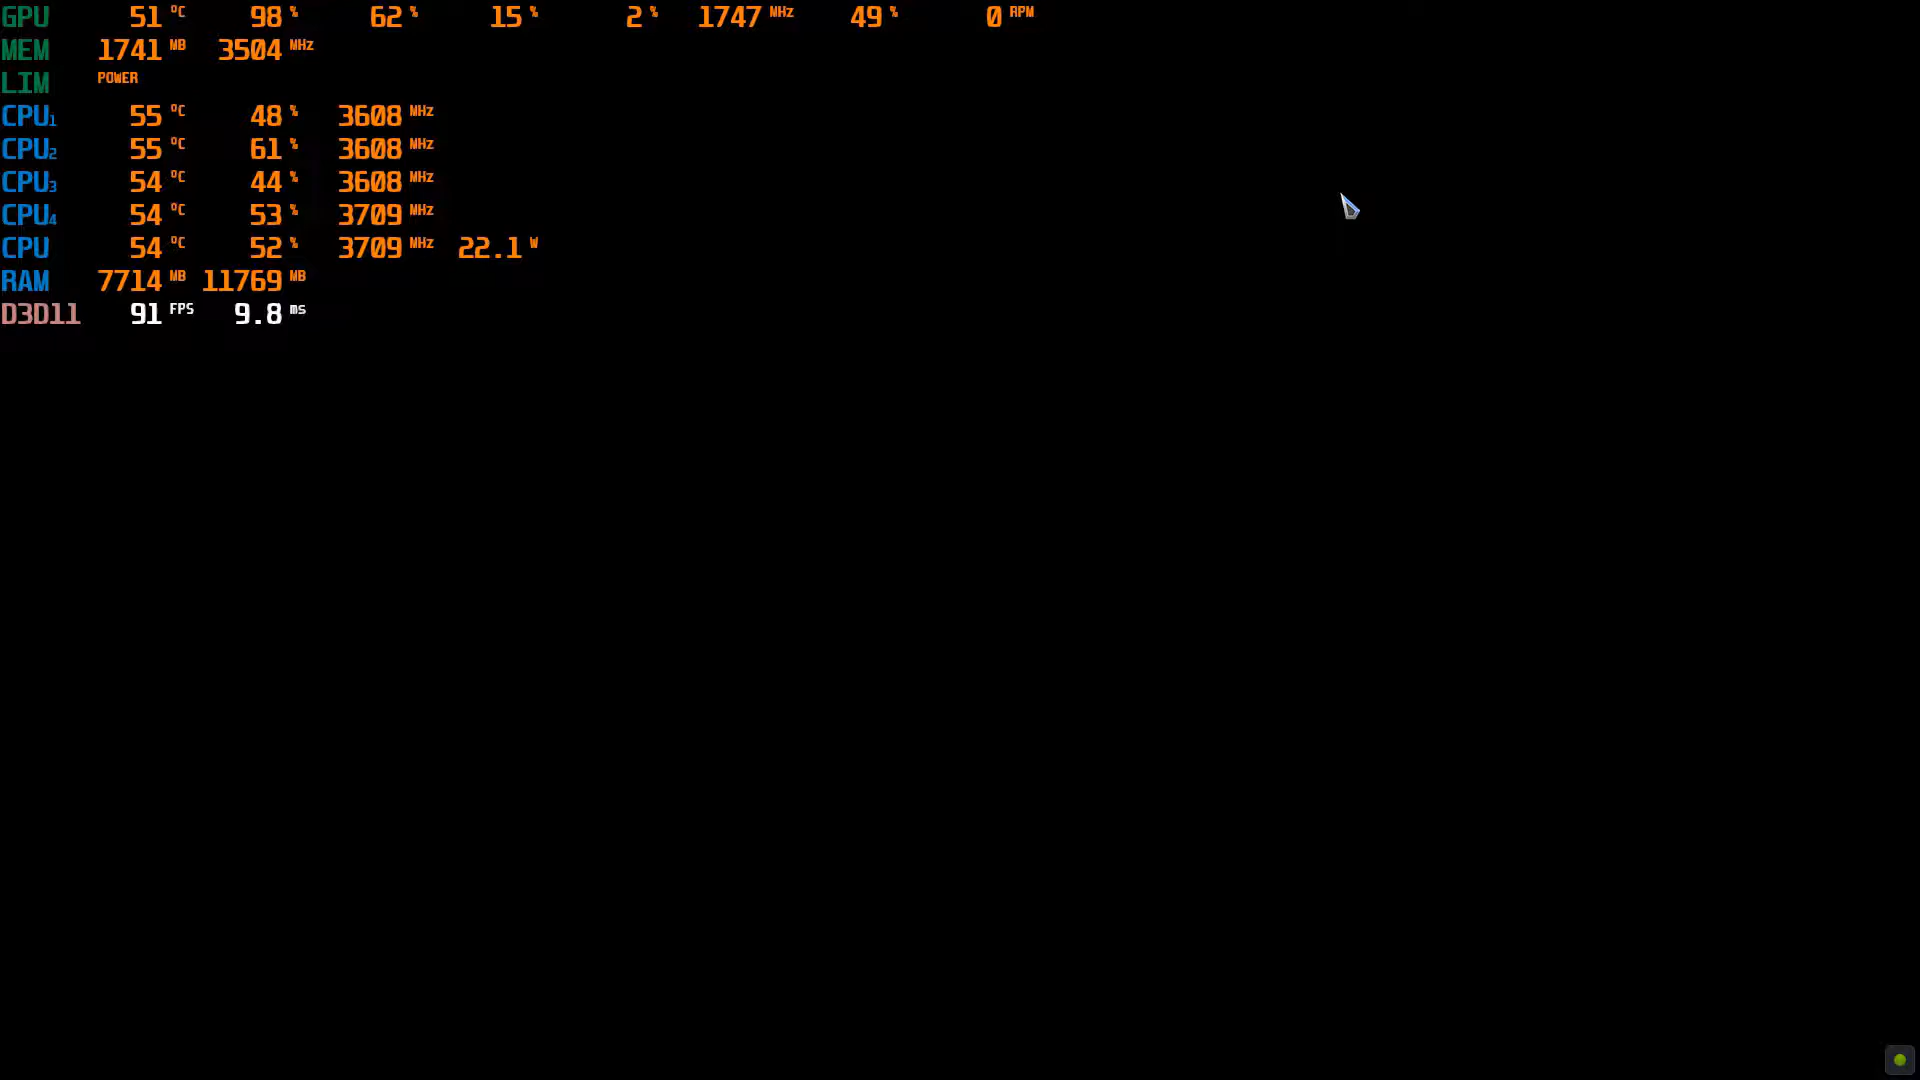 GPU 51 °C 98 % 62 % 15 % 2 % 1747 MHz 49 % 0 RPM
MEM 1741 MB 3504 MHz
LIM POWER
CPU1 55 °C 48 % 3608 MHz
CPU2 55 °C 61 % 3608 MHz
CPU3 54 °C 44 % 3608 MHz
CPU4 54 °C 53 % 3709 MHz
CPU 54 °C 52 % 3709 MHz 22.1 W
RAM 7714 MB 11769 MB
D3D11 91 FPS 9.8 ms